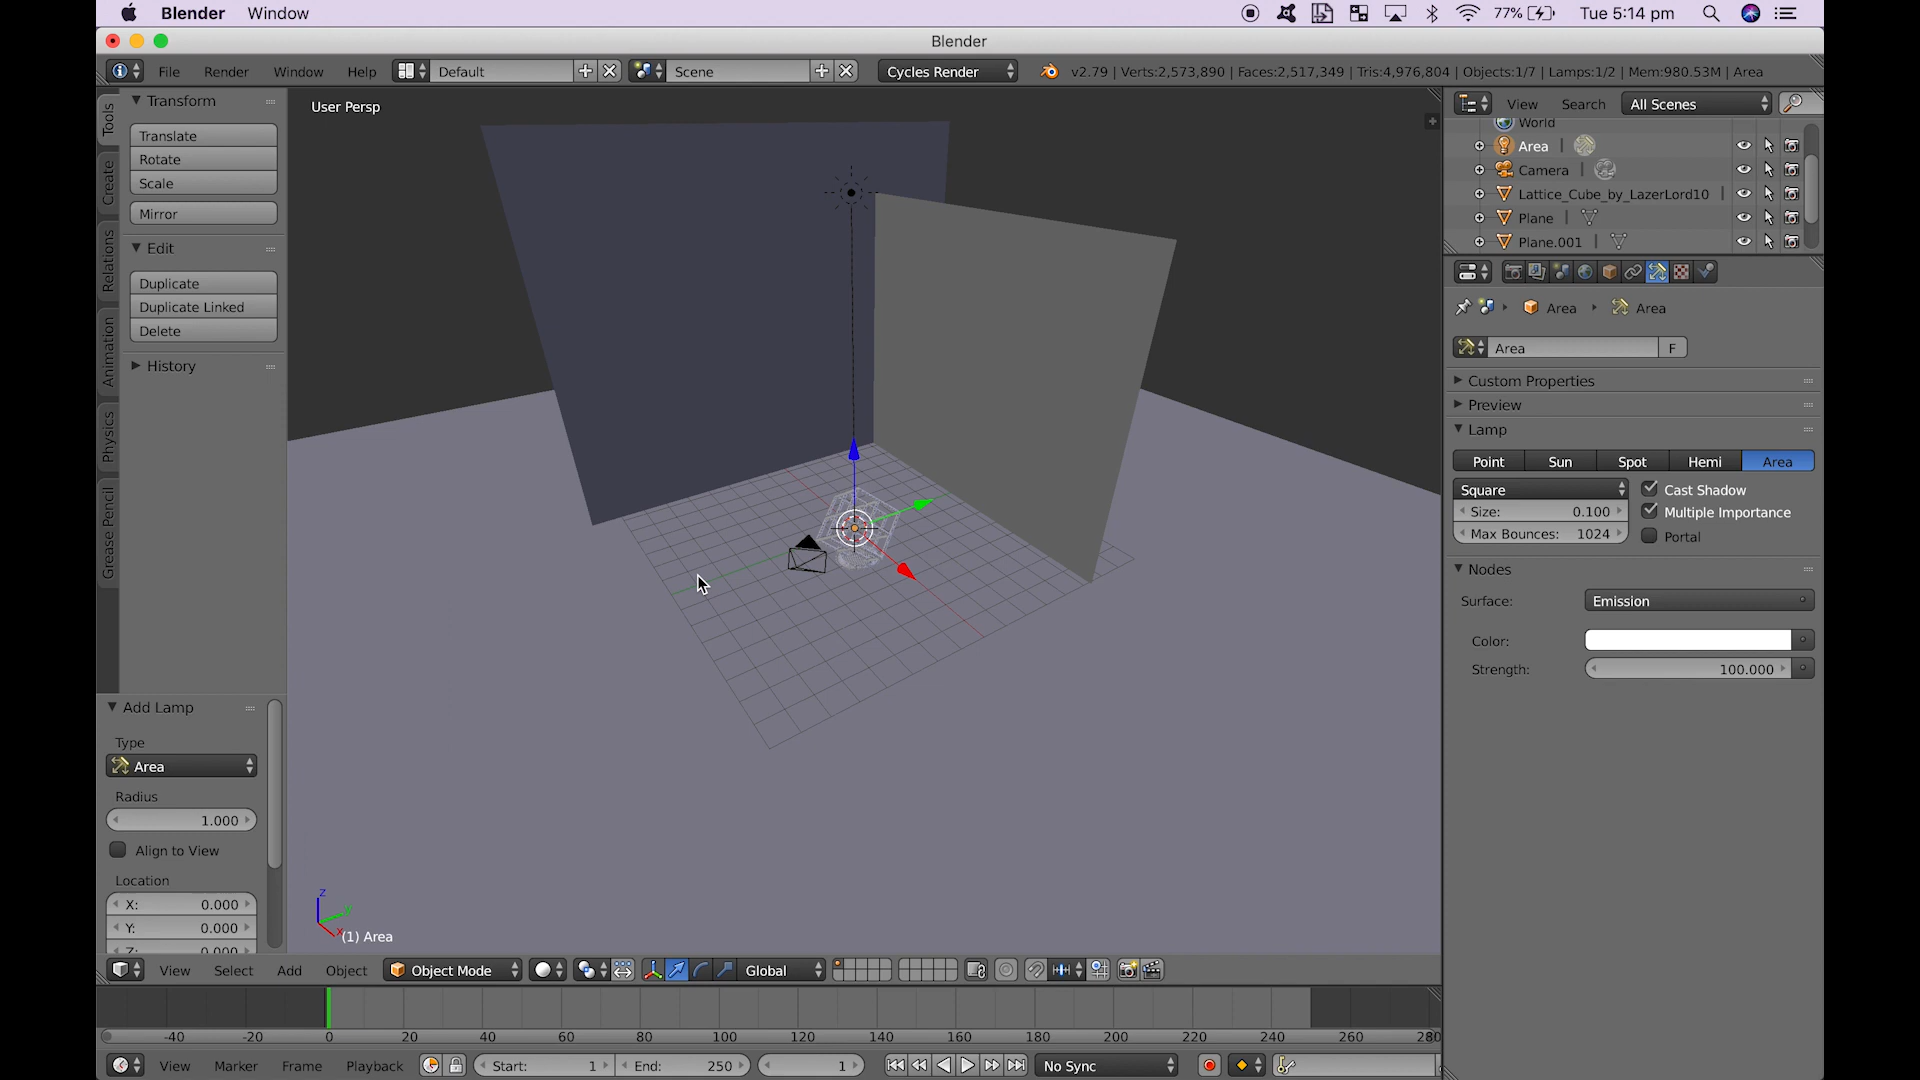 Blender Window 77% Tue 5:14 pm
Blender
File Render Window Help Default Scene Cycles Render v2.79 | Verts:2,573,890 | Faces:2,517,349 | Tris:4,976,804 | Objects:1/7 | Lamps:1/2 | Mem:980.53M | Area
Tools
Create
Relations
Animation
Physics
Grease Pencil
Transform
Translate
Rotate
Scale
Mirror
Edit
Duplicate
Duplicate Linked
Delete
History
Add Lamp
Type
Area
Radius
1.000
Align to View
Location
X: 0.000
Y: 0.000
Z: 0.000
User Persp
z
y
x
(1) Area
View Search All Scenes
World
Area
Camera
Lattice_Cube_by_LazerLord10
Plane
Plane.001
Area Area
Area F
Custom Properties
Preview
Lamp
Point Sun Spot Hemi Area
Square Cast Shadow
Size: 0.100 Multiple Importance
Max Bounces: 1024 Portal
Nodes
Surface: Emission
Color:
Strength: 100.000
View Select Add Object Object Mode Global
-40 -20 0 20 40 60 80 100 120 140 160 180 200 220 240 260 280
View Marker Frame Playback Start: 1 End: 250 1 No Sync